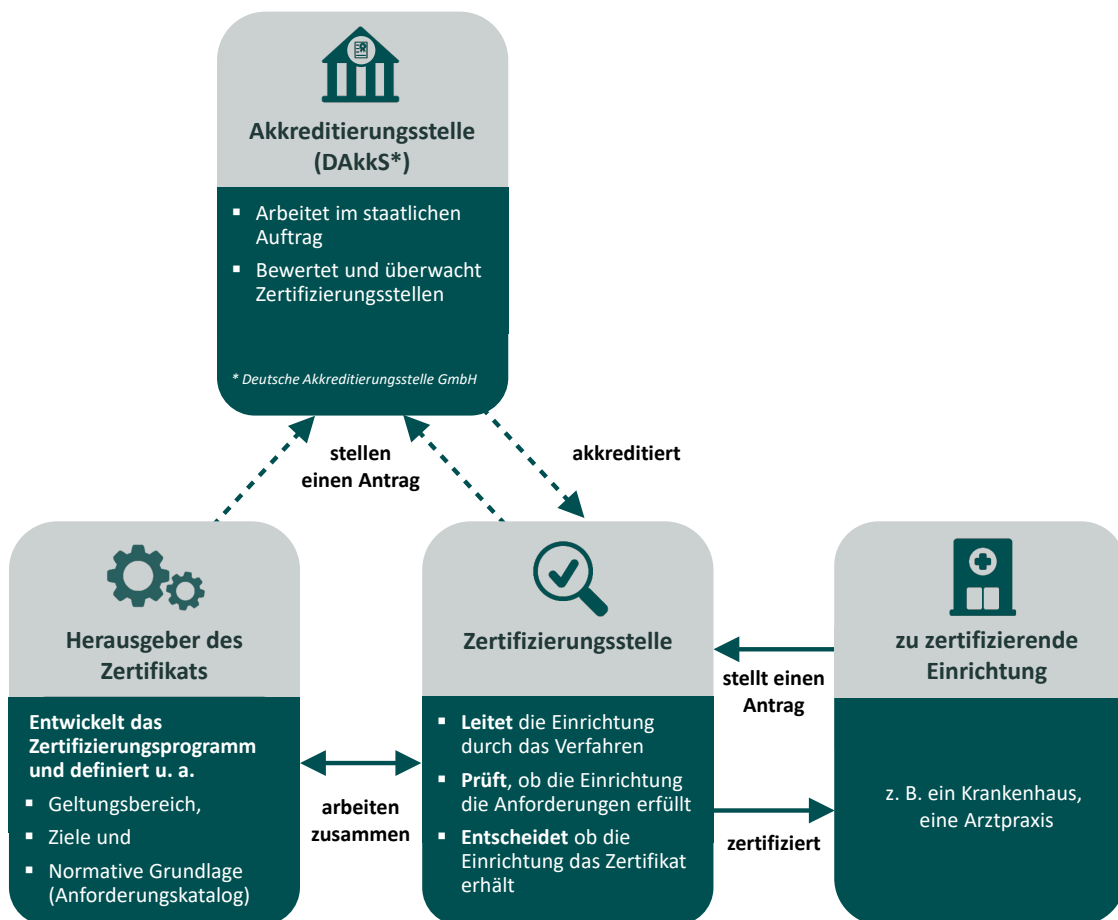 Akkreditierungsstelle
(DAkkS*)
▪ Arbeitet im staatlichen
Auftrag
▪ Bewertet und überwacht
Zertifizierungsstellen
* Deutsche Akkreditierungsstelle GmbH
stellen
einen Antrag
akkreditiert
Herausgeber des
Zertifikats
Entwickelt das
Zertifizierungsprogramm
und definiert u. a.
▪ Geltungsbereich,
▪ Ziele und
▪ Normative Grundlage
(Anforderungskatalog)
arbeiten
zusammen
Zertifizierungsstelle
▪ Leitet die Einrichtung
durch das Verfahren
▪ Prüft, ob die Einrichtung
die Anforderungen erfüllt
▪ Entscheidet ob die
Einrichtung das Zertifikat
erhält
stellt einen
Antrag
zertifiziert
zu zertifizierende
Einrichtung
z. B. ein Krankenhaus,
eine Arztpraxis